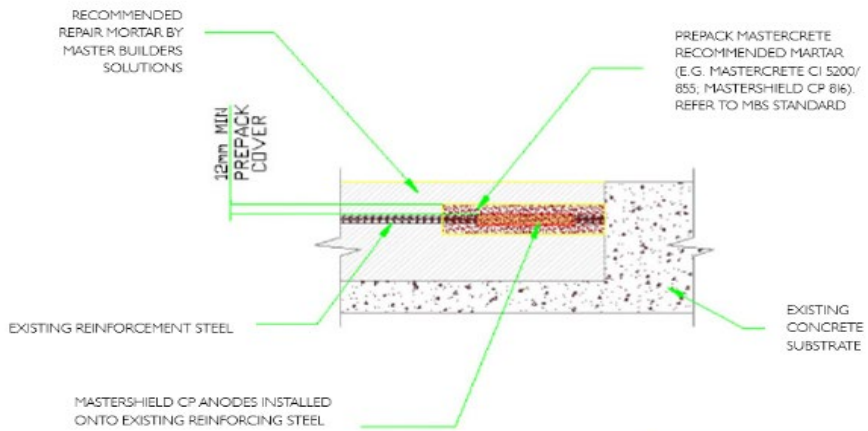 RECOMMENDED
REPAIR MORTAR BY
MASTER BUILDERS
SOLUTIONS
PREPACK MASTERCRETE
RECOMMENDED MARTAR
(E.G. MASTERCRETE CI 5200/
855; MASTERSHIELD CP 816).
REFER TO MBS STANDARD
12mm MIN
PREPACK
COVER
EXISTING REINFORCEMENT STEEL
EXISTING
CONCRETE
SUBSTRATE
MASTERSHIELD CP ANODES INSTALLED
ONTO EXISTING REINFORCING STEEL